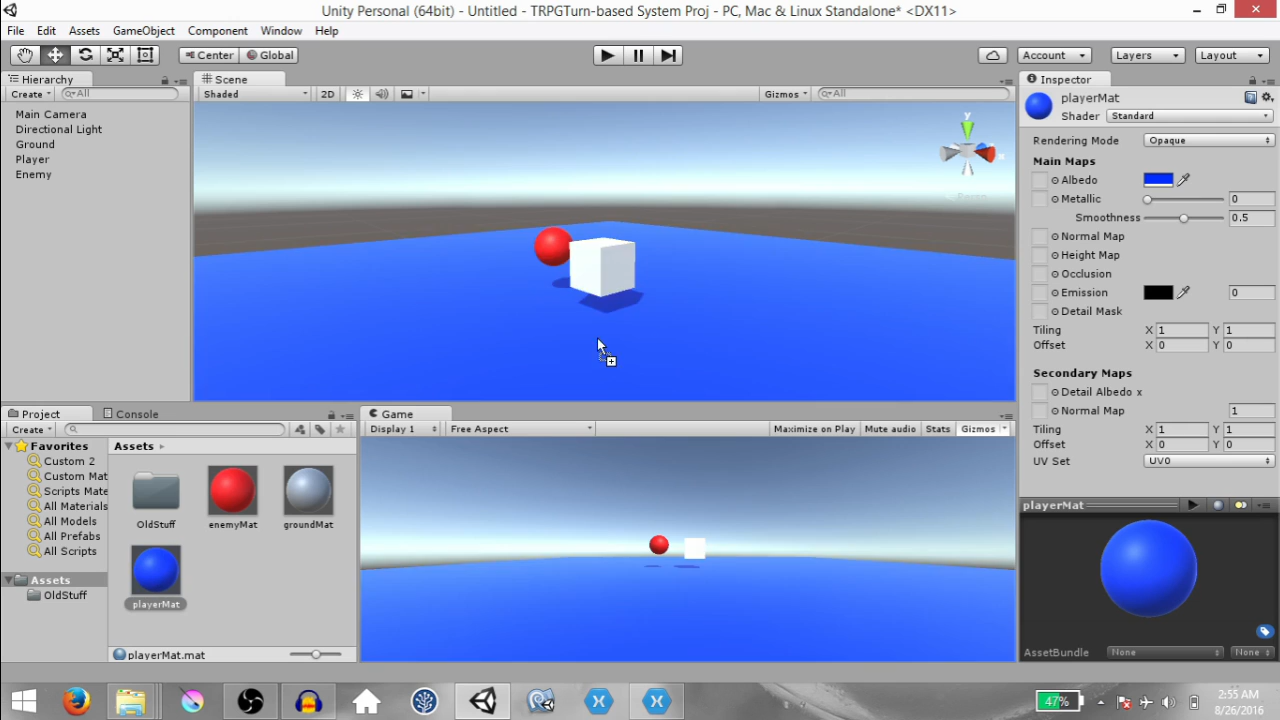 Unity Personal (64bit) - Untitled - TRPGTurn-based System Proj - PC, Mac & Linux Standalone* <DX11>
File Edit Assets GameObject Component Window Help
Center Global Account Layers Layout
Hierarchy
Create All
Main Camera
Directional Light
Ground
Player
Enemy
Scene
Shaded 2D Gizmos All
y
x
Persp
Inspector
playerMat
Shader Standard
Rendering Mode Opaque
Main Maps
Albedo
Metallic 0
Smoothness 0.5
Normal Map
Height Map
Occlusion
Emission 0
Detail Mask
Tiling X 1 Y 1
Offset X 0 Y 0
Secondary Maps
Detail Albedo x
Normal Map 1
Tiling X 1 Y 1
Offset X 0 Y 0
UV Set UV0
playerMat
AssetBundle None None
Project Console
Create
Favorites
Custom 2
Custom Mat
Scripts Mate
All Materials
All Models
All Prefabs
All Scripts
Assets
OldStuff
Assets
OldStuff enemyMat groundMat
playerMat
playerMat.mat
Game
Display 1 Free Aspect Maximize on Play Mute audio Stats Gizmos
47%
2:55 AM
8/26/2016